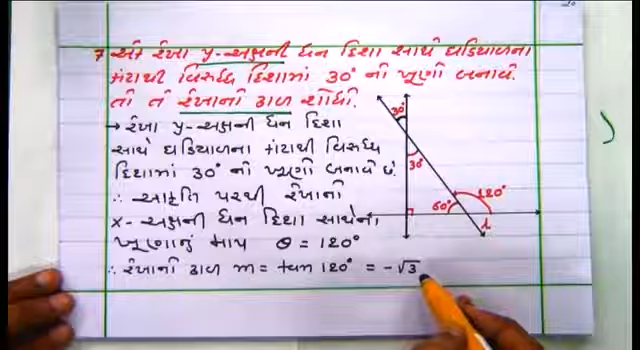 7 એક રેખા y-અક્ષની ધન દિશા સાથે ઘડિયાળના
કાંટાથી વિરુદ્ધ દિશામાં 30° નો ખૂણો બનાવે.
તો તે રેખાનો ઢાળ શોધો.
→ રેખા y-અક્ષની ધન દિશા
સાથે ઘડિયાળના કાંટાથી વિરુદ્ધ
દિશામાં 30° નો ખૂણો બનાવે છે.
∴ આકૃતિ પરથી રેખાનો
x-અક્ષની ધન દિશા સાથેના
ખૂણાનું માપ θ = 120°
∴ રેખાનો ઢાળ m = tan 120° = -√3
30°
30°
60°
120°
l